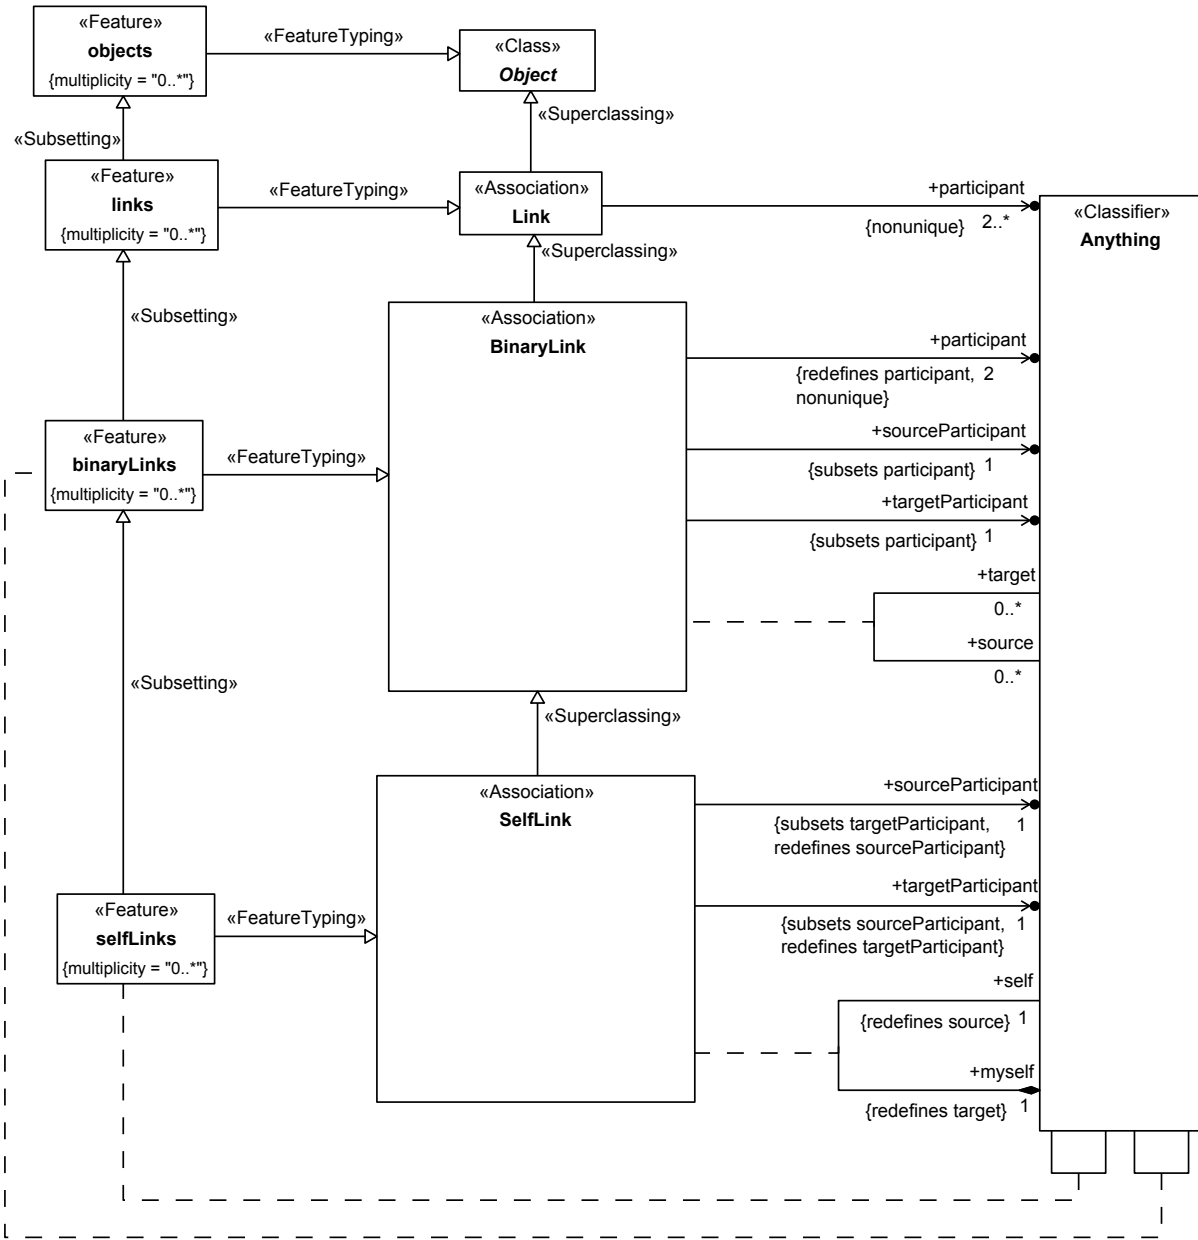 «Feature»
objects
{multiplicity = "0..*"}
«FeatureTyping»
«Class»
Object
«Subsetting»
«Superclassing»
«Feature»
links
{multiplicity = "0..*"}
«FeatureTyping»
«Association»
Link
+participant
{nonunique} 2..*
«Classifier»
Anything
«Superclassing»
«Subsetting»
«Association»
BinaryLink
+participant
{redefines participant, 2
nonunique}
«Feature»
binaryLinks
{multiplicity = "0..*"}
«FeatureTyping»
+sourceParticipant
{subsets participant} 1
+targetParticipant
{subsets participant} 1
+target
0..*
+source
0..*
«Subsetting»
«Superclassing»
«Association»
SelfLink
+sourceParticipant
{subsets targetParticipant, 1
redefines sourceParticipant}
«Feature»
selfLinks
{multiplicity = "0..*"}
«FeatureTyping»
+targetParticipant
{subsets sourceParticipant, 1
redefines targetParticipant}
+self
{redefines source} 1
+myself
{redefines target} 1